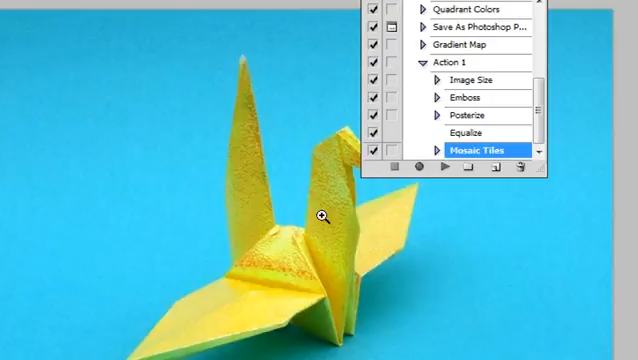 Quadrant Colors
Save As Photoshop P...
Gradient Map
Action 1
Image Size
Emboss
Posterize
Equalize
Mosaic Tiles